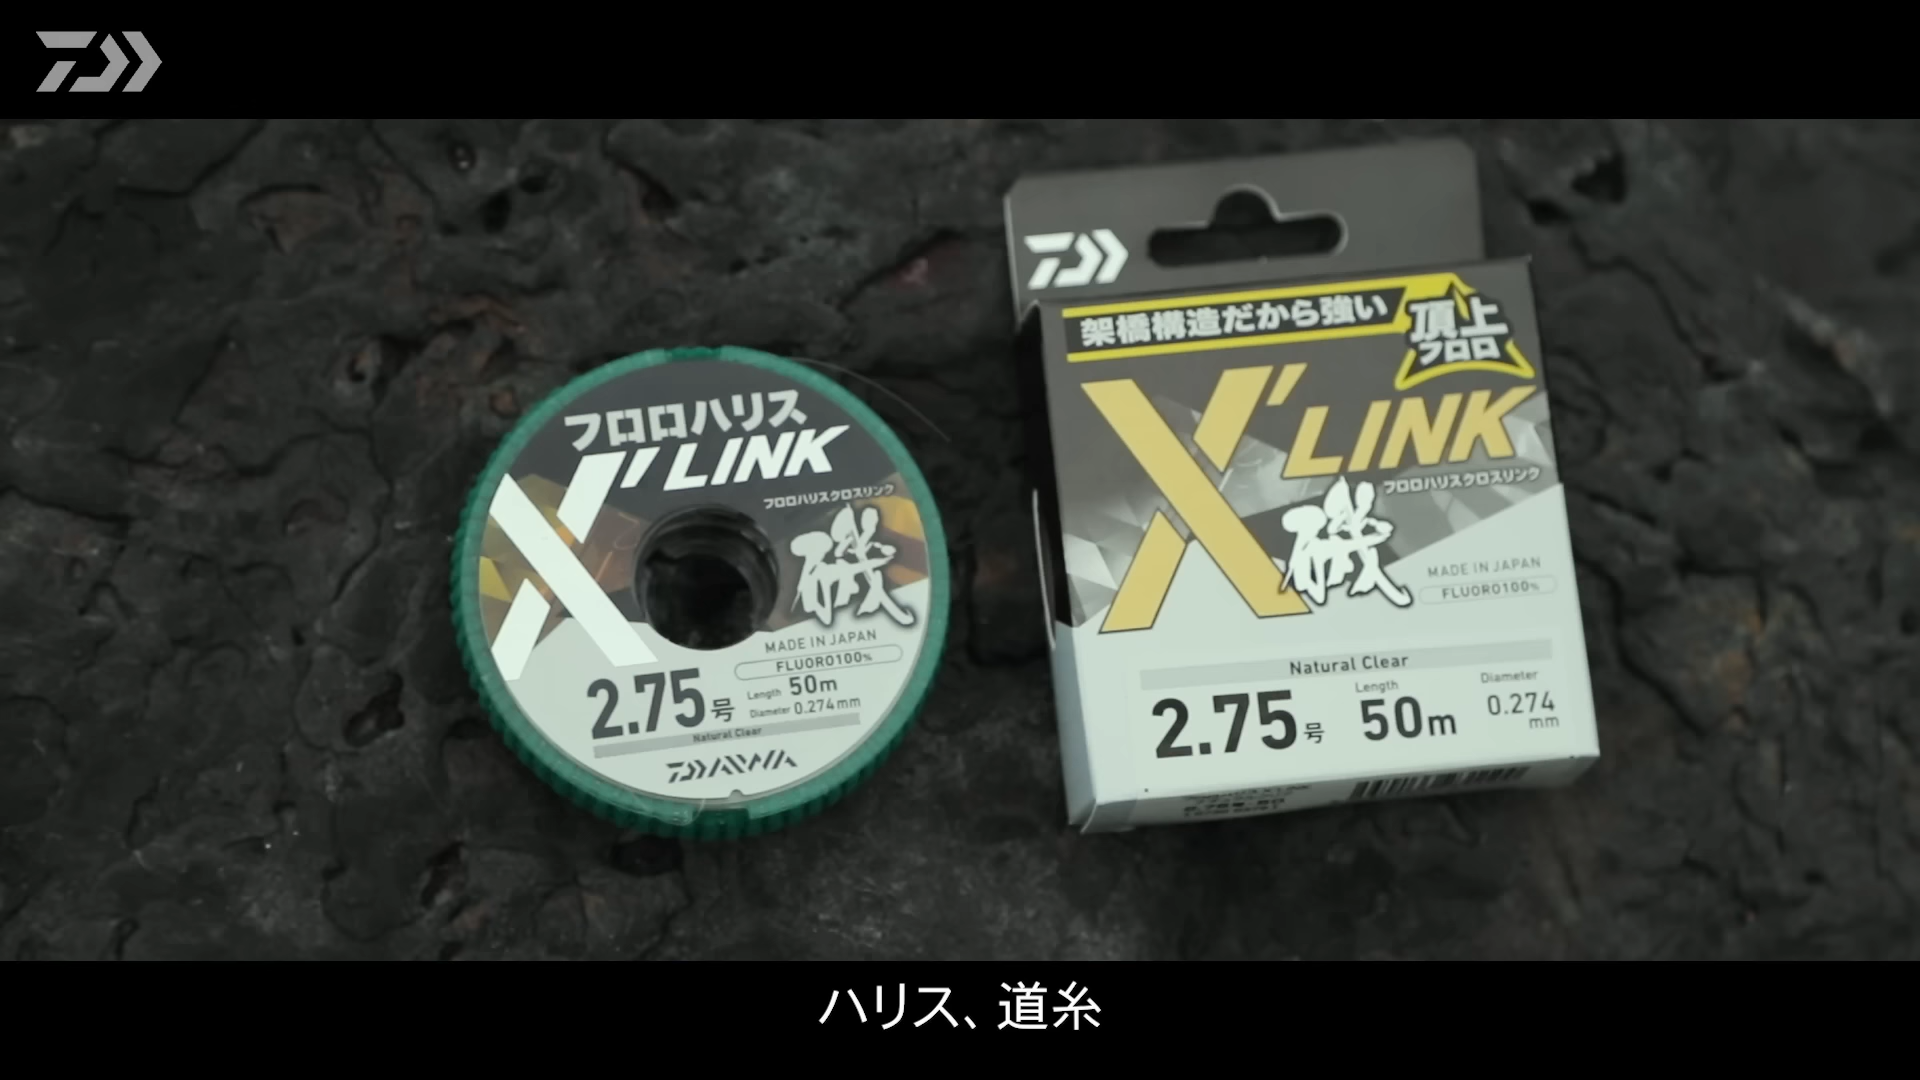 フロロハリス
X'LINK
フロロハリスクロスリンク
磯
MADE IN JAPAN
FLUORO100%
2.75号
Length 50m
Diameter 0.274mm
Natural Clear
DAIWA
架橋構造だから強い
頂上
フロロ
X'LINK
フロロハリスクロスリンク
磯
MADE IN JAPAN
FLUORO100%
Natural Clear
2.75号
Length
50m
Diameter
0.274
mm
ハリス、道糸